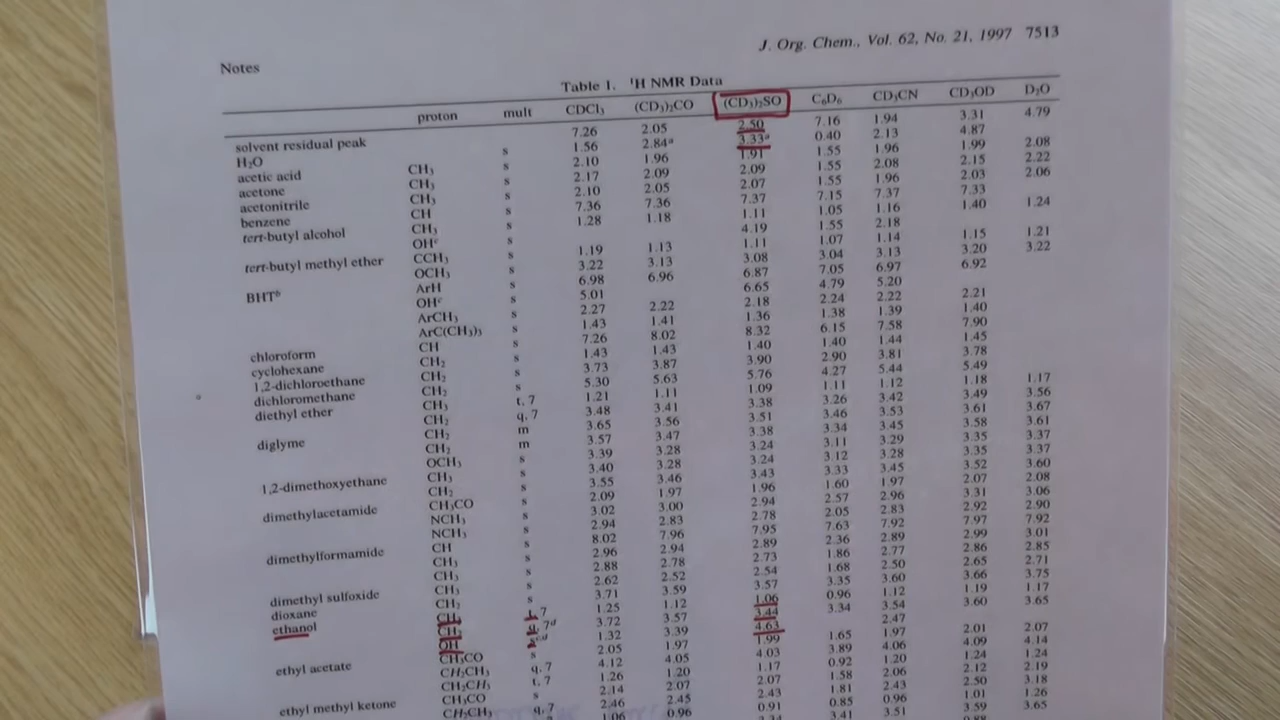 J. Org. Chem., Vol. 62, No. 21, 1997 7513
Notes
Table 1. ¹H NMR Data
proton mult CDCl₃ (CD₃)₂CO (CD₃)₂SO C₆D₆ CD₃CN CD₃OD D₂O
solvent residual peak 7.26 2.05 2.50 7.16 1.94 3.31 4.79
H₂O s 1.56 2.84ᵃ 3.33ᵃ 0.40 2.13 4.87
acetic acid CH₃ s 2.10 1.96 1.91 1.55 1.96 1.99 2.08
acetone CH₃ s 2.17 2.09 2.09 1.55 2.08 2.15 2.22
acetonitrile CH₃ s 2.10 2.05 2.07 1.55 1.96 2.03 2.06
benzene CH s 7.36 7.36 7.37 7.15 7.37 7.33
tert-butyl alcohol CH₃ s 1.28 1.18 1.11 1.05 1.16 1.40 1.24
OHᶜ s 4.19 1.55 2.18
tert-butyl methyl ether CCH₃ s 1.19 1.13 1.11 1.07 1.14 1.15 1.21
OCH₃ s 3.22 3.13 3.08 3.04 3.13 3.20 3.22
BHTᵇ ArH s 6.98 6.96 6.87 7.05 6.97 6.92
OHᶜ s 5.01 6.65 4.79 5.20
ArCH₃ s 2.27 2.22 2.18 2.24 2.22 2.21
ArC(CH₃)₃ s 1.43 1.41 1.36 1.38 1.39 1.40
chloroform CH s 7.26 8.02 8.32 6.15 7.58 7.90
cyclohexane CH₂ s 1.43 1.43 1.40 1.40 1.44 1.45
1,2-dichloroethane CH₂ s 3.73 3.87 3.90 2.90 3.81 3.78
dichloromethane CH₂ s 5.30 5.63 5.76 4.27 5.44 5.49
diethyl ether CH₃ t, 7 1.21 1.11 1.09 1.11 1.12 1.18 1.17
CH₂ q, 7 3.48 3.41 3.38 3.26 3.42 3.49 3.56
diglyme CH₂ m 3.65 3.56 3.51 3.46 3.53 3.61 3.67
CH₂ m 3.57 3.47 3.38 3.34 3.45 3.58 3.61
OCH₃ s 3.39 3.28 3.24 3.11 3.29 3.35 3.37
1,2-dimethoxyethane CH₃ s 3.40 3.28 3.24 3.12 3.28 3.35 3.37
CH₂ s 3.55 3.46 3.43 3.33 3.45 3.52 3.60
dimethylacetamide CH₃CO s 2.09 1.97 1.96 1.60 1.97 2.07 2.08
NCH₃ s 3.02 3.00 2.94 2.57 2.96 3.31 3.06
NCH₃ s 2.94 2.83 2.78 2.05 2.83 2.92 2.90
dimethylformamide CH s 8.02 7.96 7.95 7.63 7.92 7.97 7.92
CH₃ s 2.96 2.94 2.89 2.36 2.89 2.99 3.01
CH₃ s 2.88 2.78 2.73 1.86 2.77 2.86 2.85
dimethyl sulfoxide CH₃ s 2.62 2.52 2.54 1.68 2.50 2.65 2.71
dioxane CH₂ s 3.71 3.59 3.57 3.35 3.60 3.66 3.75
ethanol CH₃ t, 7 1.25 1.12 1.06 0.96 1.12 1.19 1.17
CH₂ q, 7ᵈ 3.72 3.57 3.44 3.34 3.54 3.60 3.65
OH 1.32 3.39 4.63 2.47
ethyl acetate CH₃CO s 2.05 1.97 1.99 1.65 1.97 2.01 2.07
CH₂CH₃ q, 7 4.12 4.05 4.03 3.89 4.06 4.09 4.14
CH₂CH₃ t, 7 1.26 1.20 1.17 0.92 1.20 1.24 1.24
ethyl methyl ketone CH₃CO s 2.14 2.07 2.07 1.58 2.06 2.12 2.19
CH₂CH₃ q, 7 2.46 2.45 2.43 1.81 2.43 2.50 3.18
1.06 0.96 0.91 0.85 0.96 1.01 1.26
3.41 3.51 3.59 3.65